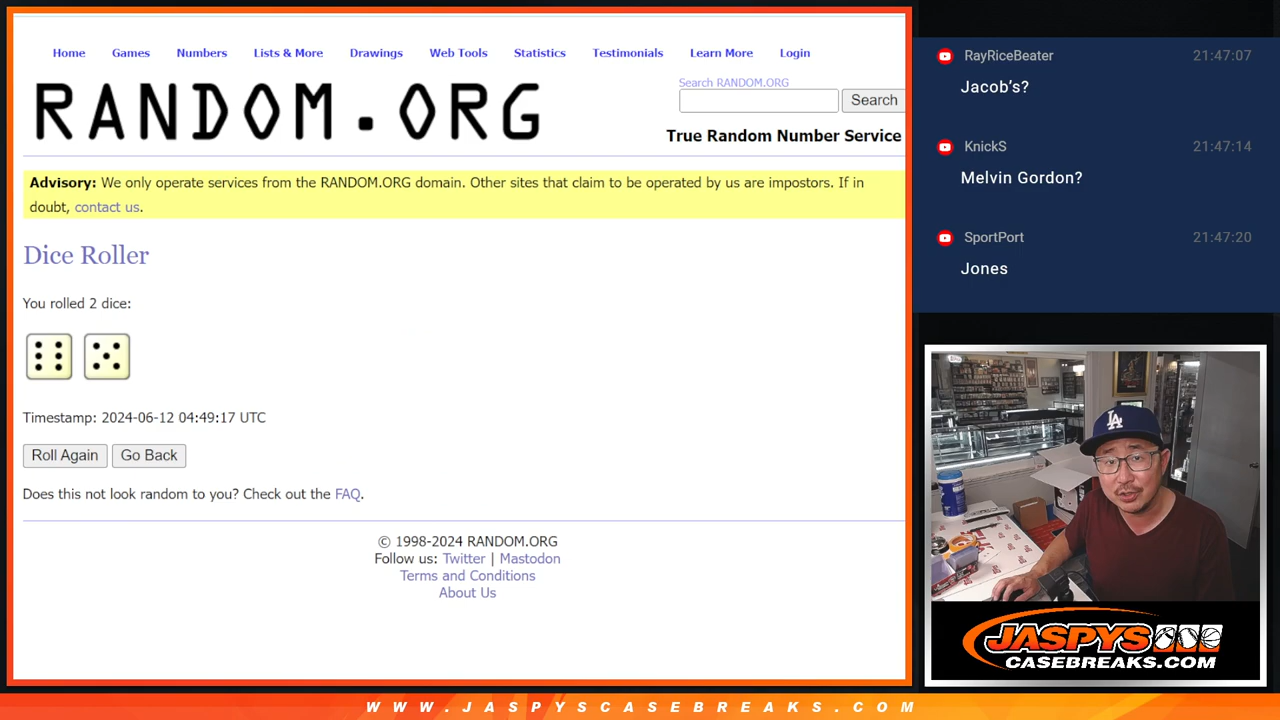 Home Games Numbers Lists & More Drawings Web Tools Statistics Testimonials Learn More Login
RANDOM.ORG
Search RANDOM.ORG
Search
True Random Number Service
Advisory: We only operate services from the RANDOM.ORG domain. Other sites that claim to be operated by us are impostors. If in
doubt, contact us.
Dice Roller
You rolled 2 dice:
Timestamp: 2024-06-12 04:49:17 UTC
Roll Again Go Back
Does this not look random to you? Check out the FAQ.
© 1998-2024 RANDOM.ORG
Follow us: Twitter | Mastodon
Terms and Conditions
About Us
RayRiceBeater 21:47:07
Jacob’s?
KnickS 21:47:14
Melvin Gordon?
SportPort 21:47:20
Jones
LA
JASPYS
CASEBREAKS.COM
WWW.JASPYSCASEBREAKS.COM